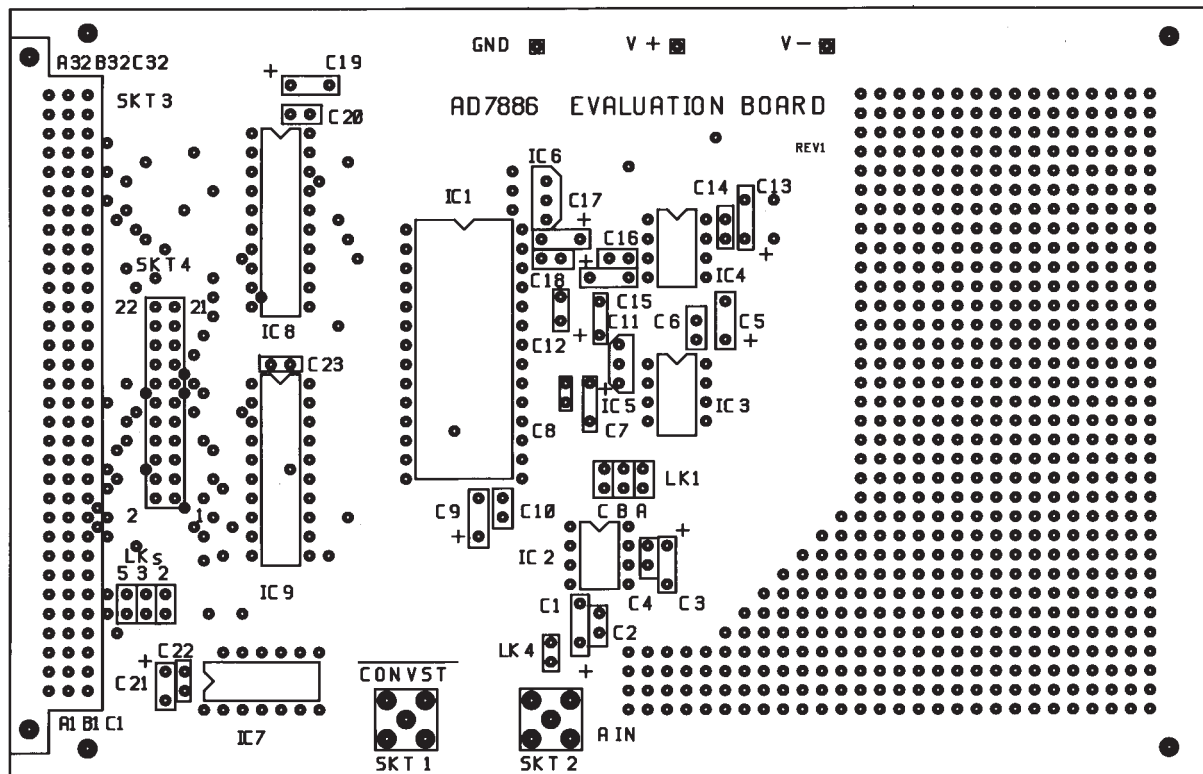 GND V+ V-
A32 B32 C32
C19
SKT3
AD7886 EVALUATION BOARD
C20
REV1
IC6
IC1
C14 C13
C17
C16
SKT4
IC4
C18
22 21
C15
IC8
C11
C6 C5
C12
C23
IC5 IC3
C8 C7
LK1
C9 C10
C B A
2 1
IC2
LKs
5 3 2
IC9
C1 C4 C3
C2
C22
LK4
C21
CONVST
A1 B1 C1
IC7
AIN
SKT1 SKT2